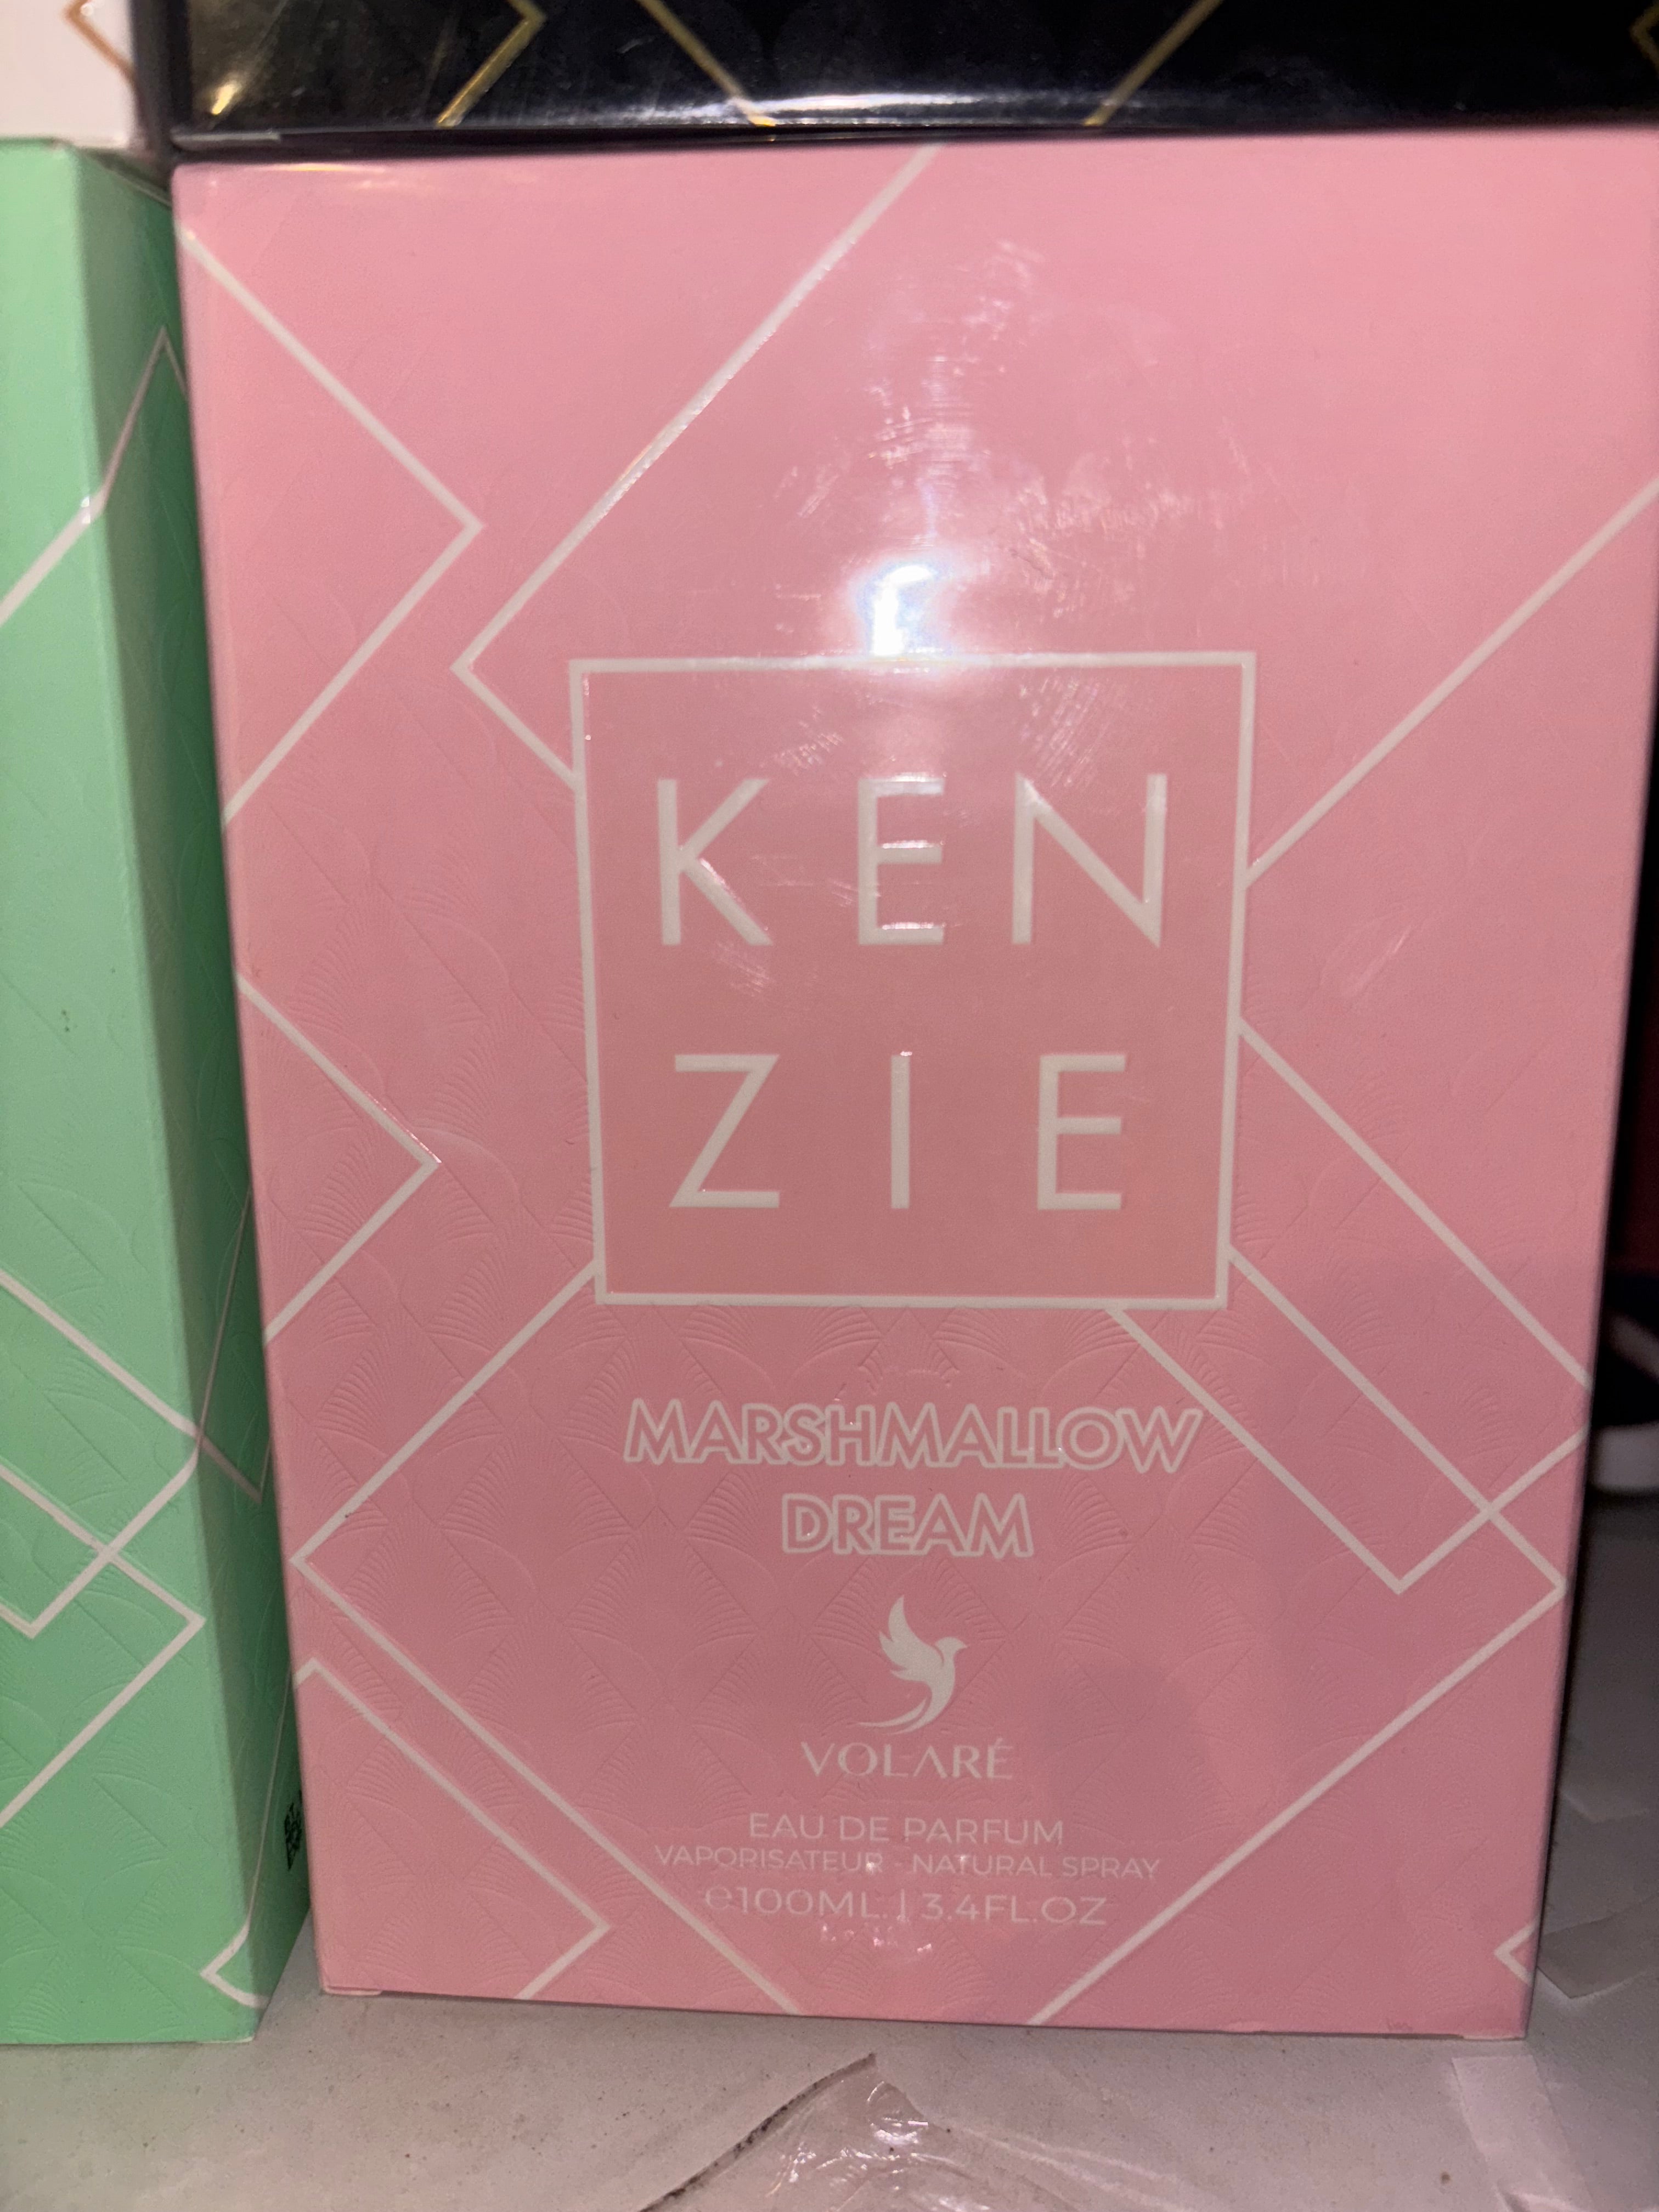 KEN
ZIE
MARSHMALLOW
DREAM
VOLARÉ
EAU DE PARFUM
VAPORISATEUR - NATURAL SPRAY
℮100ML | 3.4FL.OZ